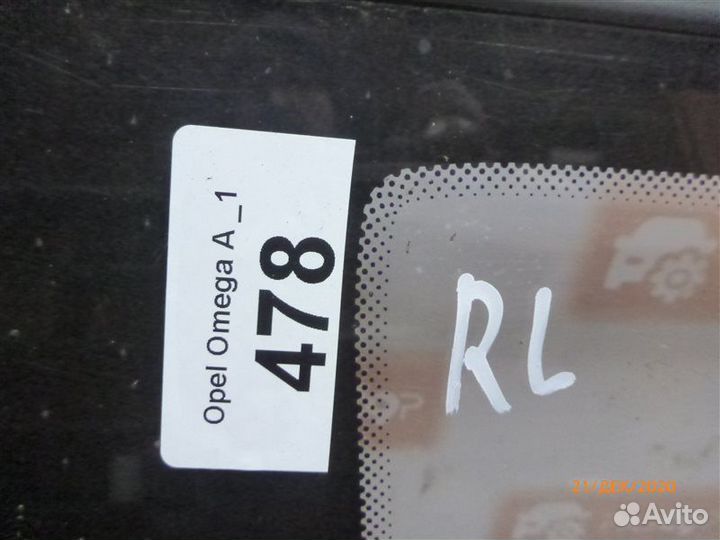 Opel Omega A _1
478
RL
21/ДЕК/2020
Avito